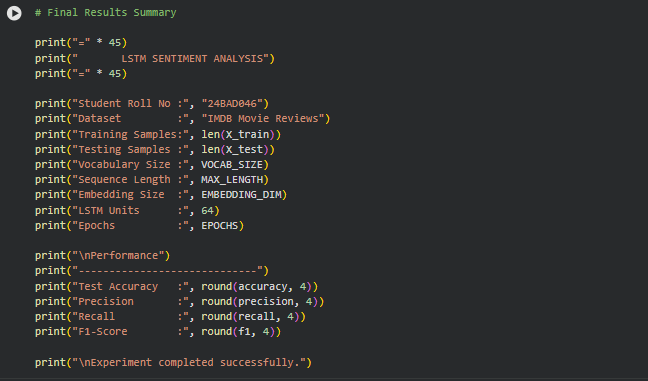 # Final Results Summary
print("=" * 45)
print("       LSTM SENTIMENT ANALYSIS")
print("=" * 45)
print("Student Roll No :", "24BAD046")
print("Dataset         :", "IMDB Movie Reviews")
print("Training Samples:", len(X_train))
print("Testing Samples :", len(X_test))
print("Vocabulary Size :", VOCAB_SIZE)
print("Sequence Length :", MAX_LENGTH)
print("Embedding Size  :", EMBEDDING_DIM)
print("LSTM Units      :", 64)
print("Epochs          :", EPOCHS)
print("\nPerformance")
print("------------------------------")
print("Test Accuracy   :", round(accuracy, 4))
print("Precision       :", round(precision, 4))
print("Recall          :", round(recall, 4))
print("F1-Score        :", round(f1, 4))
print("\nExperiment completed successfully.")